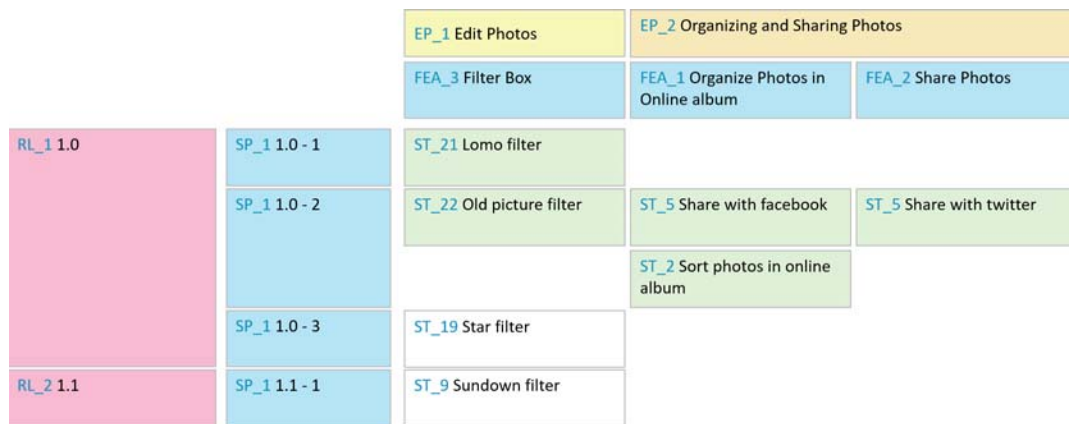 EP_1 Edit Photos
EP_2 Organizing and Sharing Photos
FEA_3 Filter Box
FEA_1 Organize Photos in
Online album
FEA_2 Share Photos
RL_1 1.0
SP_1 1.0 - 1
ST_21 Lomo filter
SP_1 1.0 - 2
ST_22 Old picture filter
ST_5 Share with facebook
ST_5 Share with twitter
ST_2 Sort photos in online
album
SP_1 1.0 - 3
ST_19 Star filter
RL_2 1.1
SP_1 1.1 - 1
ST_9 Sundown filter